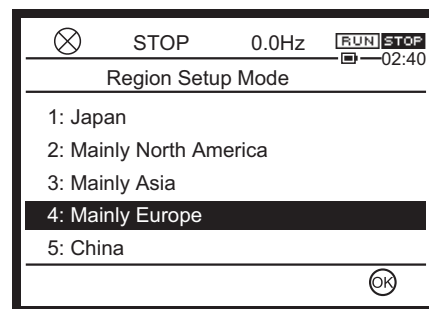 STOP 0.0Hz RUN STOP
02:40
Region Setup Mode
1: Japan
2: Mainly North America
3: Mainly Asia
4: Mainly Europe
5: China
OK